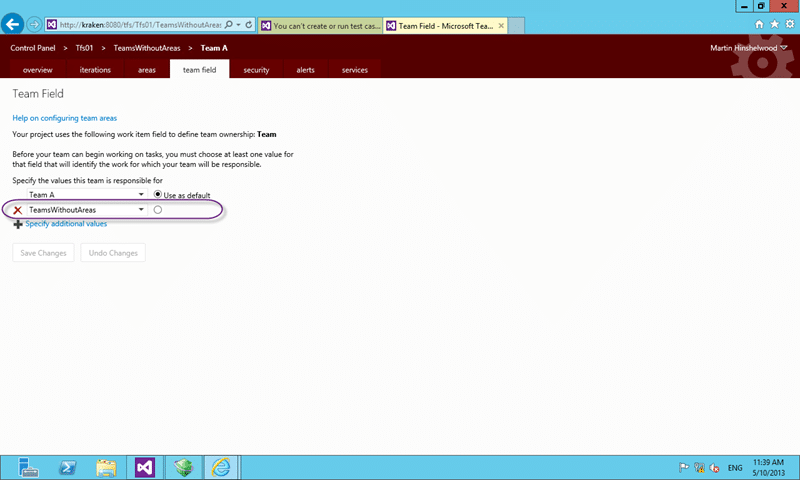 http://kraken:8080/tfs/Tfs01/TeamsWithoutAreas
You can't create or run test cas...
Team Field - Microsoft Tea...
Control Panel > Tfs01 > TeamsWithoutAreas > Team A
Martin Hinshelwood
overview iterations areas team field security alerts services
Team Field
Help on configuring team areas
Your project uses the following work item field to define team ownership: Team
Before your team can begin working on tasks, you must choose at least one value for
that field that will identify the work for which your team will be responsible.
Specify the values this team is responsible for
Team A Use as default
TeamsWithoutAreas
Specify additional values
Save Changes Undo Changes
ENG
11:39 AM
5/10/2013